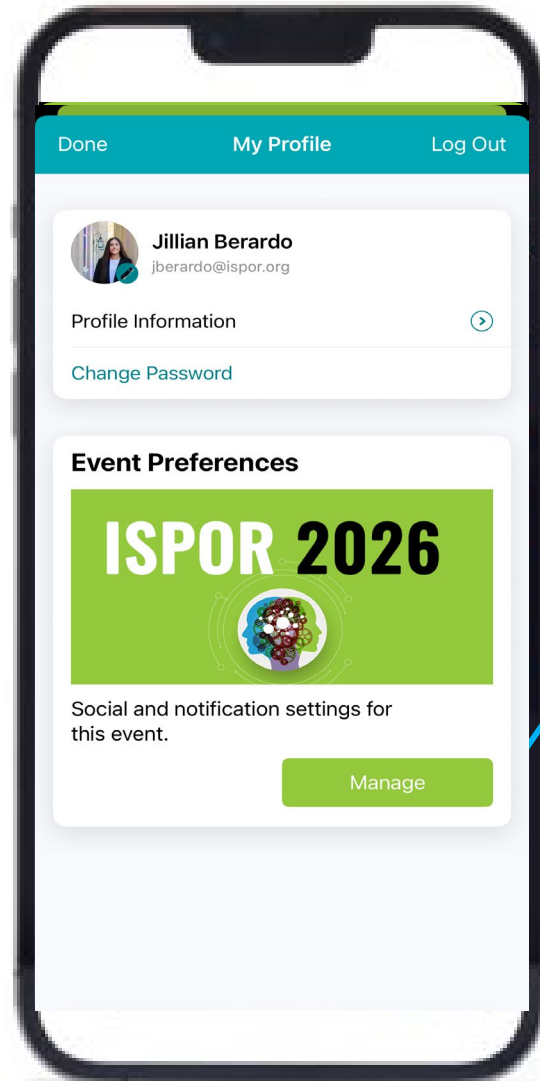 Done My Profile Log Out
Jillian Berardo
jberardo@ispor.org
Profile Information
Change Password
Event Preferences
ISPOR 2026
Social and notification settings for
this event.
Manage